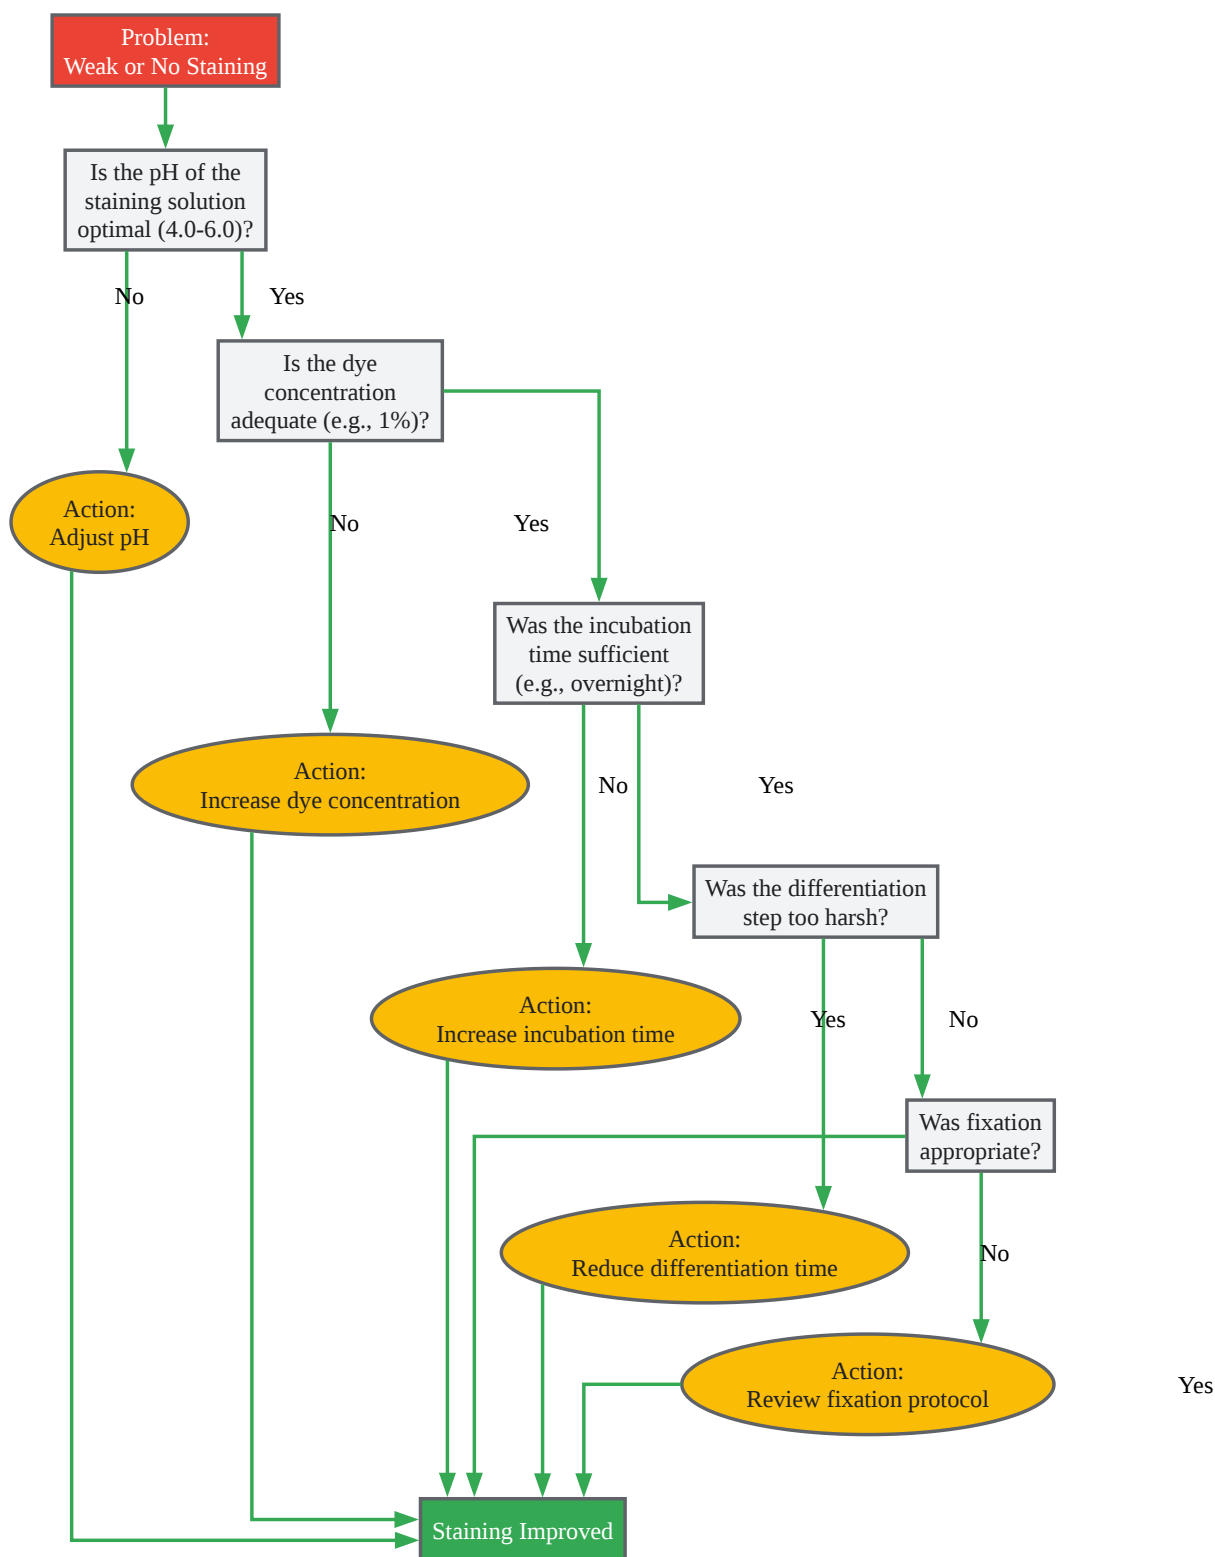 Problem:
Weak or No Staining
Is the pH of the
staining solution
optimal (4.0-6.0)?
No
Yes
Is the dye
concentration
adequate (e.g., 1%)?
Action:
Adjust pH
No
Yes
Was the incubation
time sufficient
(e.g., overnight)?
Action:
Increase dye concentration
No
Yes
Was the differentiation
step too harsh?
Action:
Increase incubation time
Yes
No
Was fixation
appropriate?
Action:
Reduce differentiation time
No
Action:
Review fixation protocol
Yes
Staining Improved